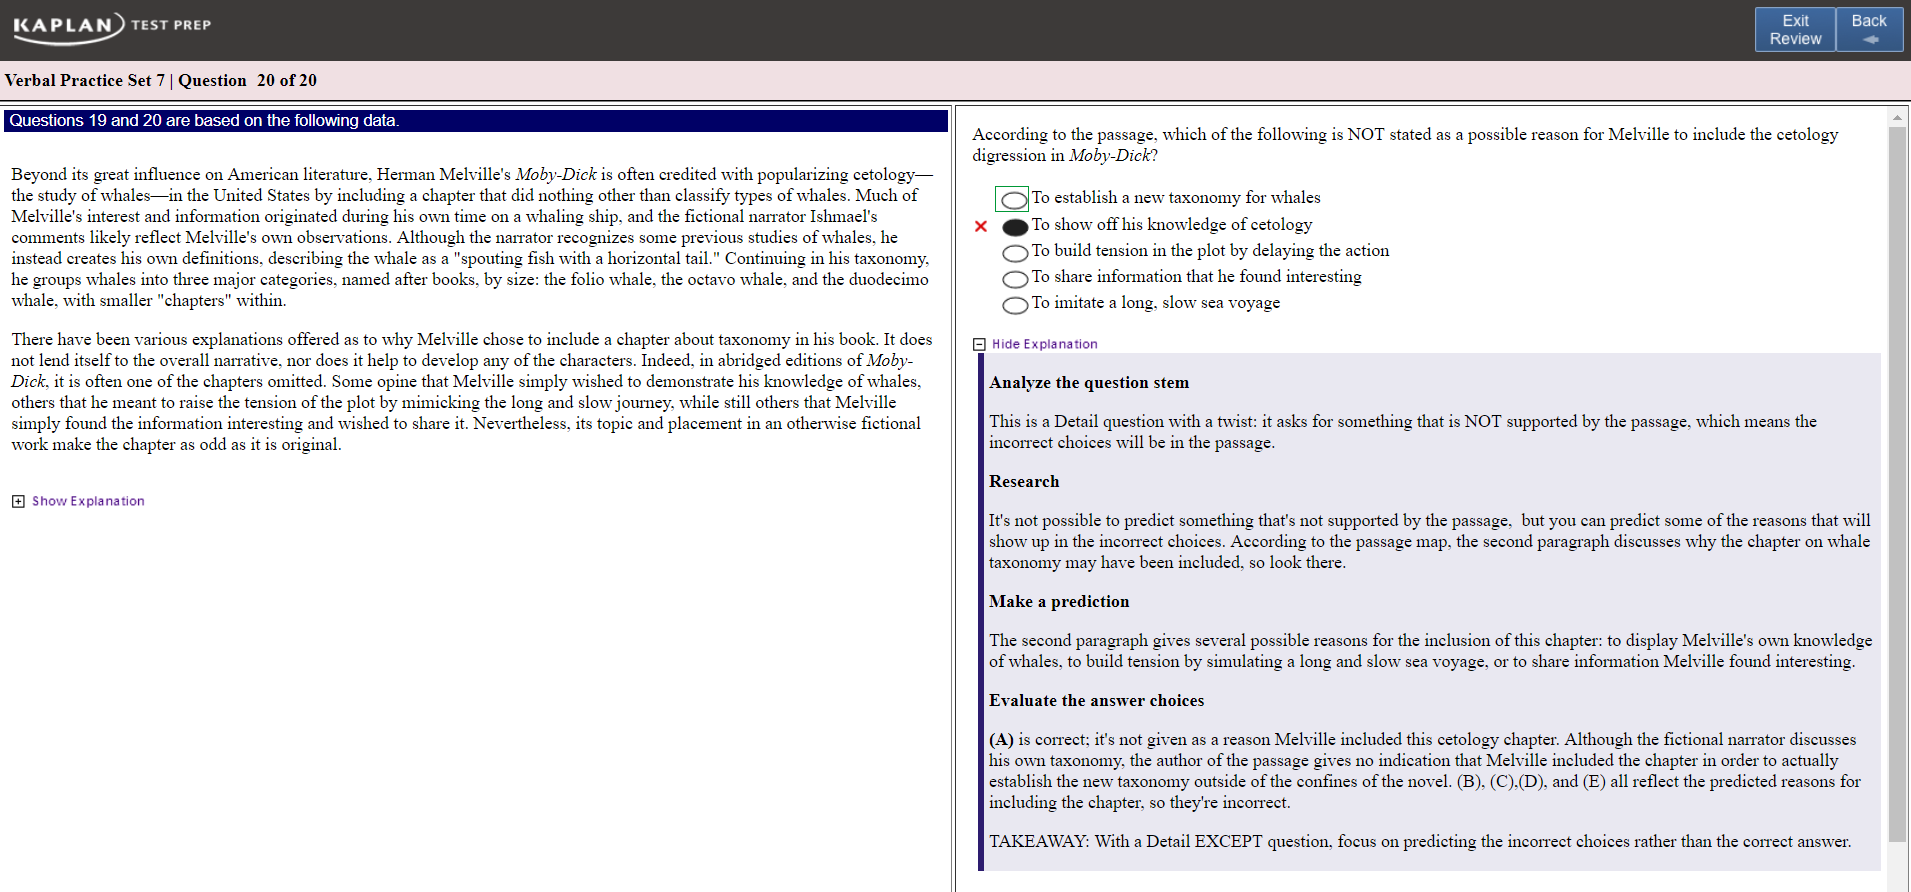 KAPLAN TEST PREP
Exit
Review
Back
Verbal Practice Set 7 | Question  20 of 20
Questions 19 and 20 are based on the following data.
Beyond its great influence on American literature, Herman Melville's Moby-Dick is often credited with popularizing cetology—
the study of whales—in the United States by including a chapter that did nothing other than classify types of whales. Much of
Melville's interest and information originated during his own time on a whaling ship, and the fictional narrator Ishmael's
comments likely reflect Melville's own observations. Although the narrator recognizes some previous studies of whales, he
instead creates his own definitions, describing the whale as a "spouting fish with a horizontal tail." Continuing in his taxonomy,
he groups whales into three major categories, named after books, by size: the folio whale, the octavo whale, and the duodecimo
whale, with smaller "chapters" within.
There have been various explanations offered as to why Melville chose to include a chapter about taxonomy in his book. It does
not lend itself to the overall narrative, nor does it help to develop any of the characters. Indeed, in abridged editions of Moby-
Dick, it is often one of the chapters omitted. Some opine that Melville simply wished to demonstrate his knowledge of whales,
others that he meant to raise the tension of the plot by mimicking the long and slow journey, while still others that Melville
simply found the information interesting and wished to share it. Nevertheless, its topic and placement in an otherwise fictional
work make the chapter as odd as it is original.
Show Explanation
According to the passage, which of the following is NOT stated as a possible reason for Melville to include the cetology
digression in Moby-Dick?
To establish a new taxonomy for whales
To show off his knowledge of cetology
To build tension in the plot by delaying the action
To share information that he found interesting
To imitate a long, slow sea voyage
Hide Explanation
Analyze the question stem
This is a Detail question with a twist: it asks for something that is NOT supported by the passage, which means the
incorrect choices will be in the passage.
Research
It's not possible to predict something that's not supported by the passage,  but you can predict some of the reasons that will
show up in the incorrect choices. According to the passage map, the second paragraph discusses why the chapter on whale
taxonomy may have been included, so look there.
Make a prediction
The second paragraph gives several possible reasons for the inclusion of this chapter: to display Melville's own knowledge
of whales, to build tension by simulating a long and slow sea voyage, or to share information Melville found interesting.
Evaluate the answer choices
(A) is correct; it's not given as a reason Melville included this cetology chapter. Although the fictional narrator discusses
his own taxonomy, the author of the passage gives no indication that Melville included the chapter in order to actually
establish the new taxonomy outside of the confines of the novel. (B), (C),(D), and (E) all reflect the predicted reasons for
including the chapter, so they're incorrect.
TAKEAWAY: With a Detail EXCEPT question, focus on predicting the incorrect choices rather than the correct answer.